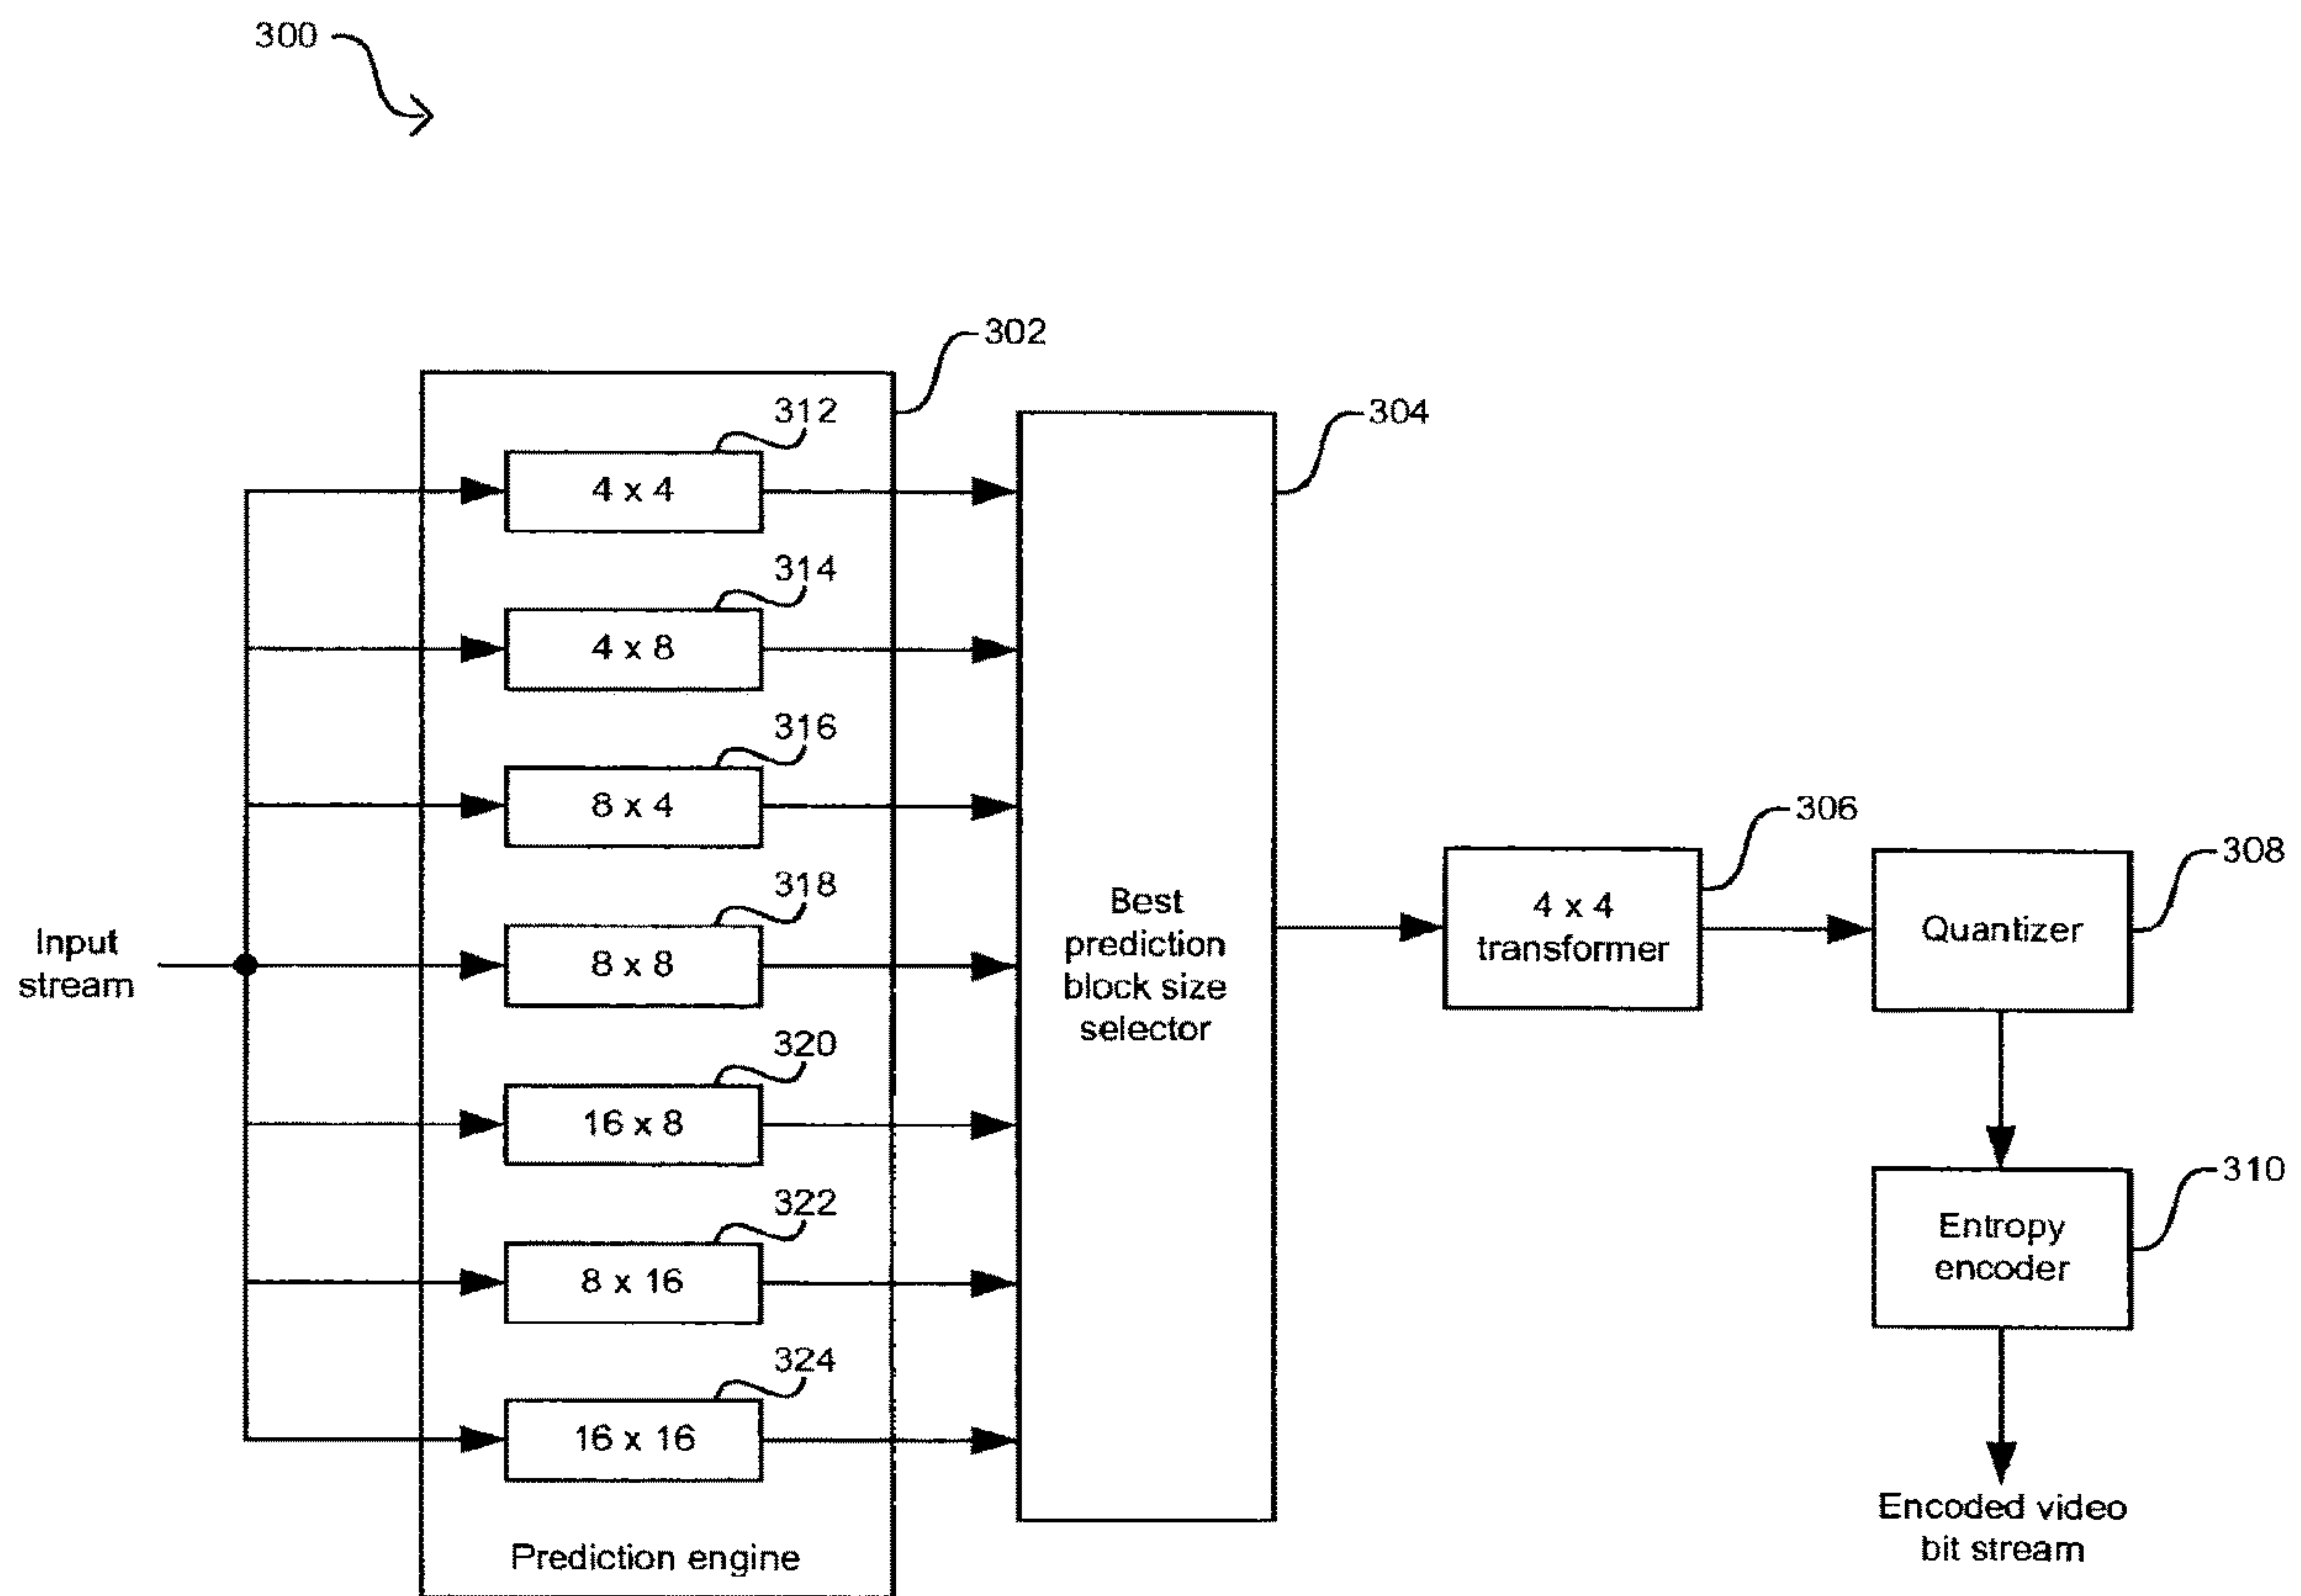 300
302
312
304
4 x 4
314
4 x 8
316
8 x 4
306
308
318
Best
prediction
block size
selector
4 x 4
transformer
Quantizer
Input
stream
8 x 8
320
16 x 8
310
322
Entropy
encoder
8 x 16
324
16 x 16
Encoded video
bit stream
Prediction engine